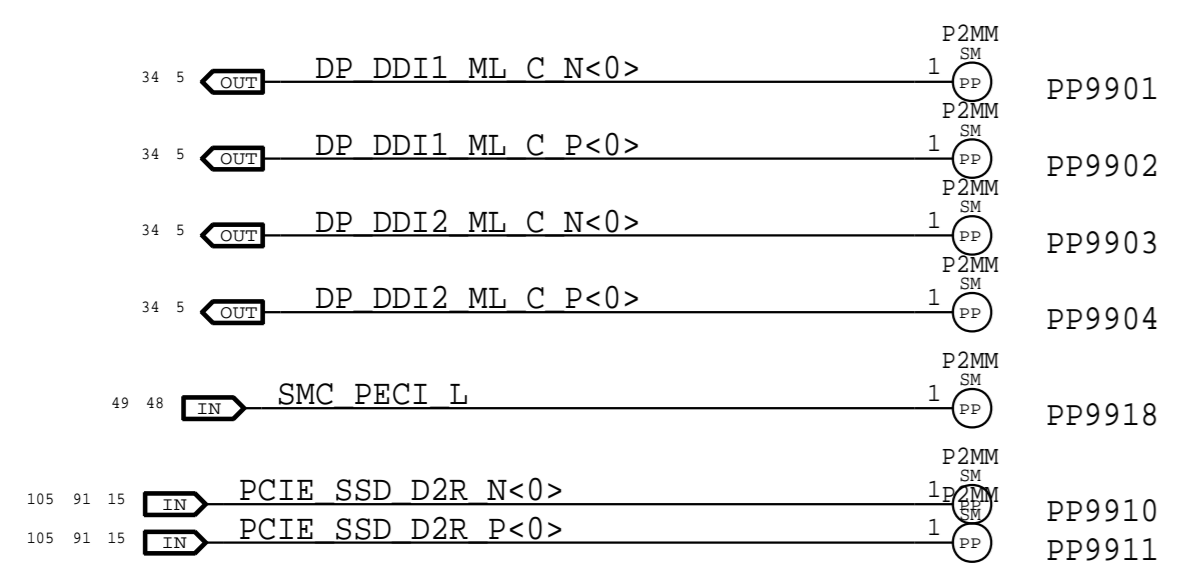 P2MM
SM
34 5 OUT DP_DDI1_ML_C_N<0> 1 PP PP9901
P2MM
SM
34 5 OUT DP_DDI1_ML_C_P<0> 1 PP PP9902
P2MM
SM
34 5 OUT DP_DDI2_ML_C_N<0> 1 PP PP9903
P2MM
SM
34 5 OUT DP_DDI2_ML_C_P<0> 1 PP PP9904
P2MM
SM
49 48 IN SMC_PECI_L 1 PP PP9918
P2MM
SM
105 91 15 IN PCIE_SSD_D2R_N<0> 1 PP PP9910
P2MM
SM
105 91 15 IN PCIE_SSD_D2R_P<0> 1 PP PP9911